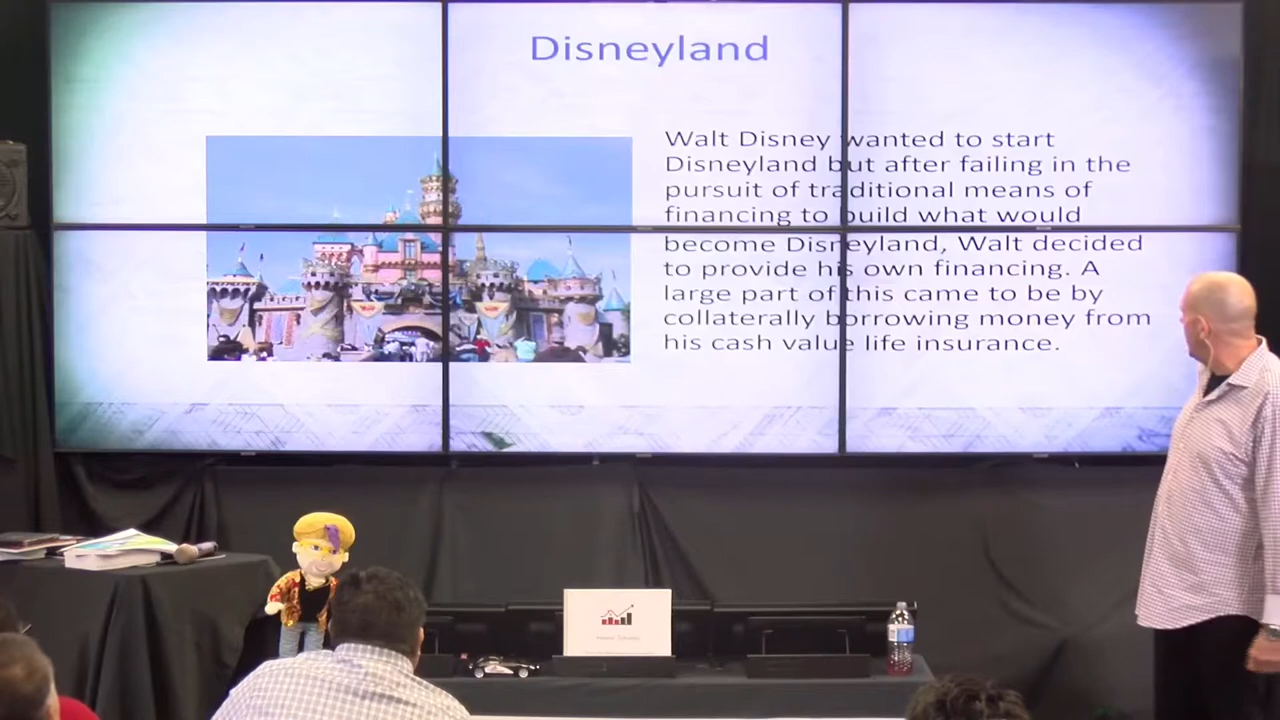 Disneyland
Walt Disney wanted to start
Disneyland but after failing in the
pursuit of traditional means of
financing to build what would
become Disneyland, Walt decided
to provide his own financing. A
large part of this came to be by
collaterally borrowing money from
his cash value life insurance.